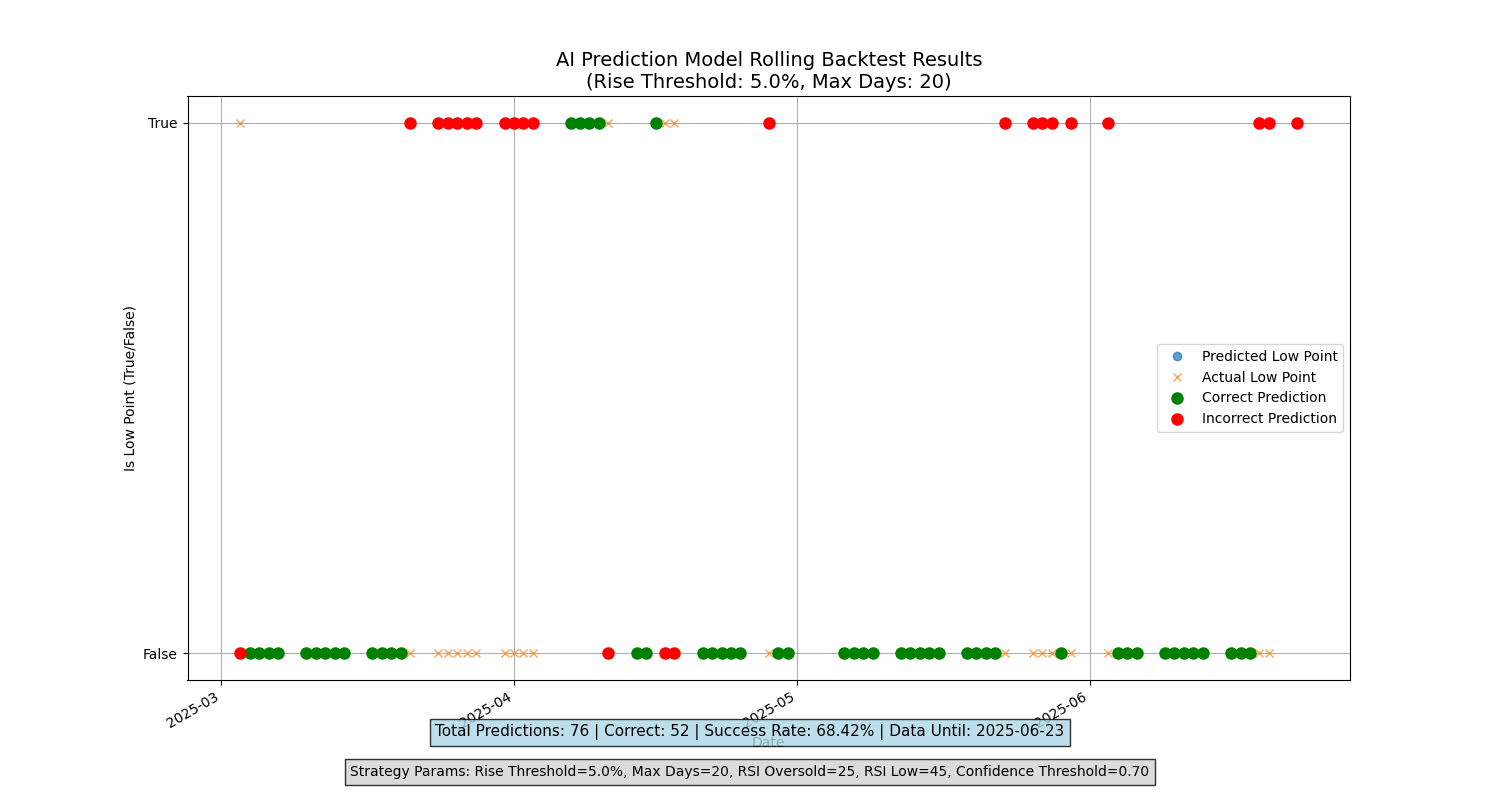 AI Prediction Model Rolling Backtest Results
(Rise Threshold: 5.0%, Max Days: 20)
Is Low Point (True/False)
True
False
Predicted Low Point
Actual Low Point
Correct Prediction
Incorrect Prediction
2025-03
2025-04
2025-05
2025-06
Total Predictions: 76 | Correct: 52 | Success Rate: 68.42% | Data Until: 2025-06-23
Date
Strategy Params: Rise Threshold=5.0%, Max Days=20, RSI Oversold=25, RSI Low=45, Confidence Threshold=0.70